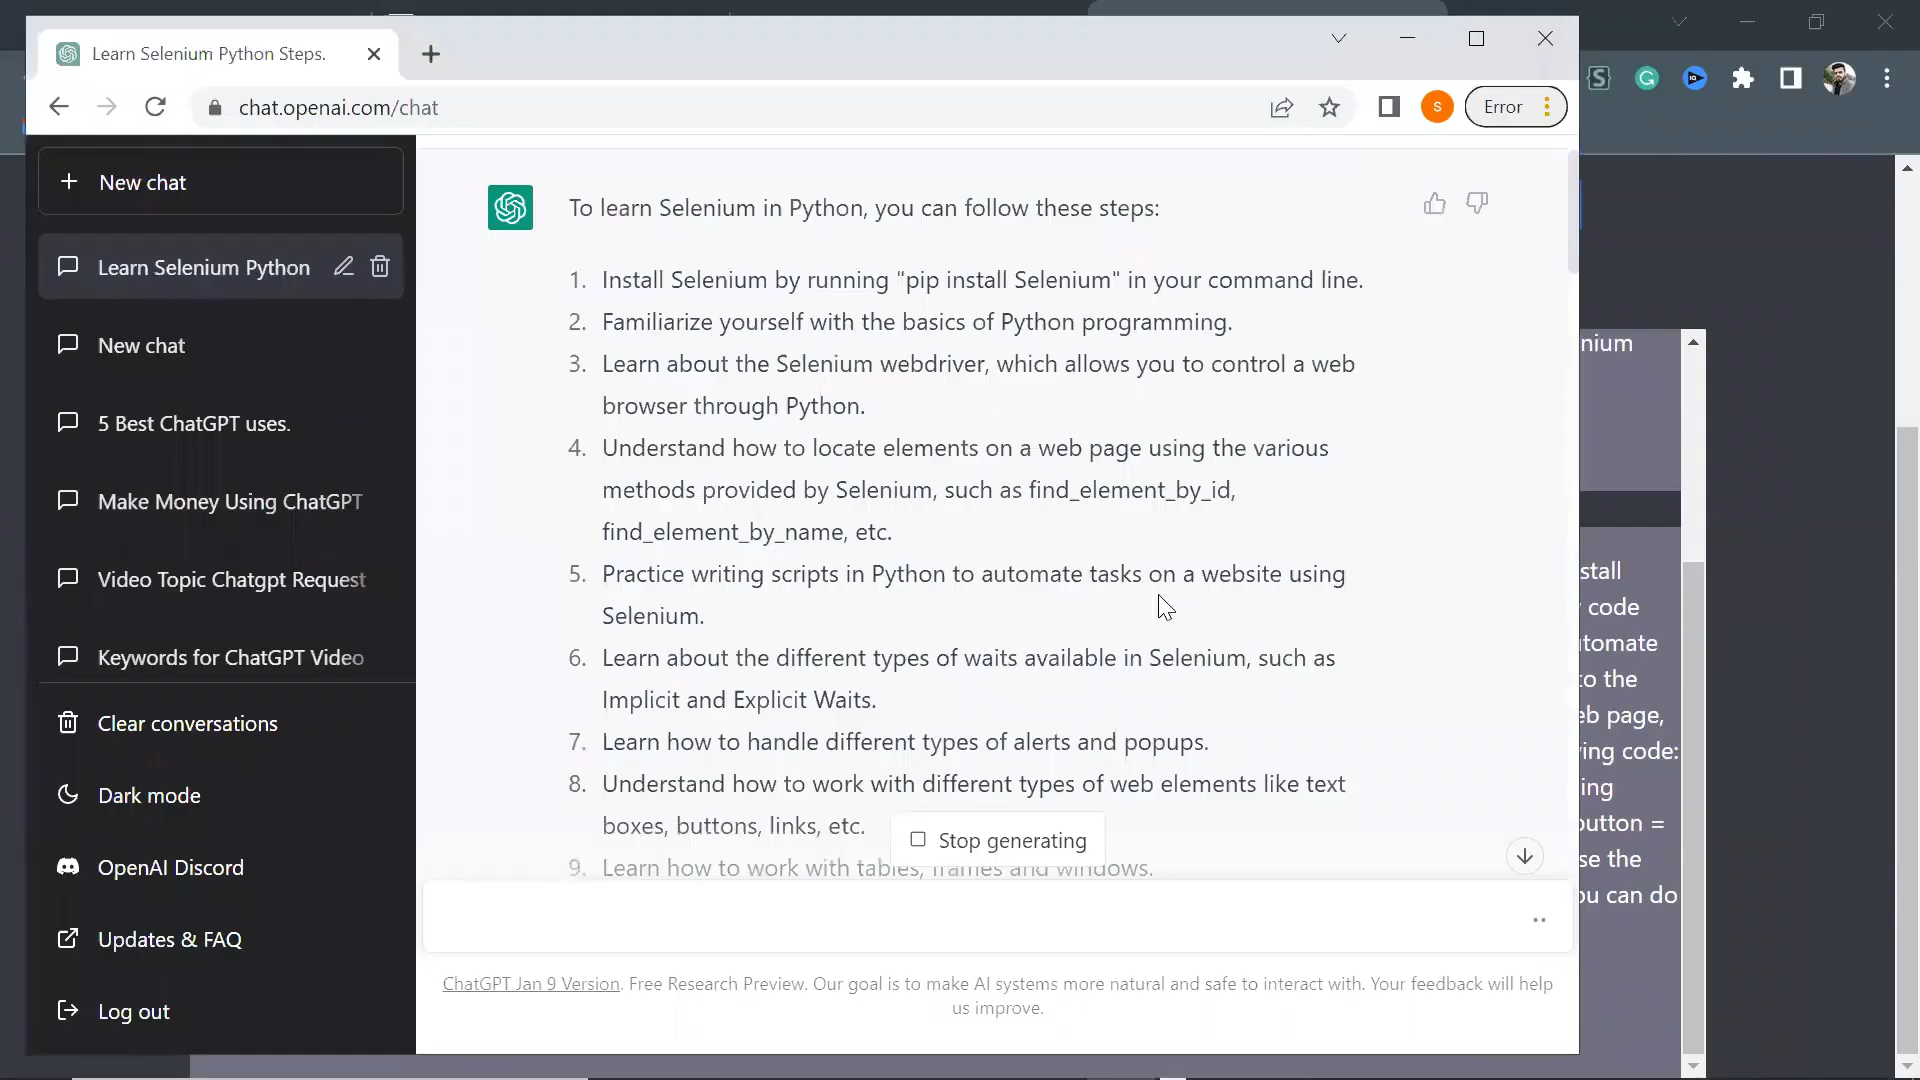 Learn Selenium Python Steps.
chat.openai.com/chat
S
Error
New chat
Learn Selenium Python
New chat
5 Best ChatGPT uses.
Make Money Using ChatGPT
Video Topic Chatgpt Request
Keywords for ChatGPT Video
Clear conversations
Dark mode
OpenAI Discord
Updates & FAQ
Log out
To learn Selenium in Python, you can follow these steps:
1. Install Selenium by running "pip install Selenium" in your command line.
2. Familiarize yourself with the basics of Python programming.
3. Learn about the Selenium webdriver, which allows you to control a web
browser through Python.
4. Understand how to locate elements on a web page using the various
methods provided by Selenium, such as find_element_by_id,
find_element_by_name, etc.
5. Practice writing scripts in Python to automate tasks on a website using
Selenium.
6. Learn about the different types of waits available in Selenium, such as
Implicit and Explicit Waits.
7. Learn how to handle different types of alerts and popups.
8. Understand how to work with different types of web elements like text
boxes, buttons, links, etc.
9. Learn how to work with tables, frames and windows.
Stop generating
ChatGPT Jan 9 Version. Free Research Preview. Our goal is to make AI systems more natural and safe to interact with. Your feedback will help
us improve.
nium
stall
code
tomate
to the
eb page,
ing code:
ing
button =
se the
ou can do